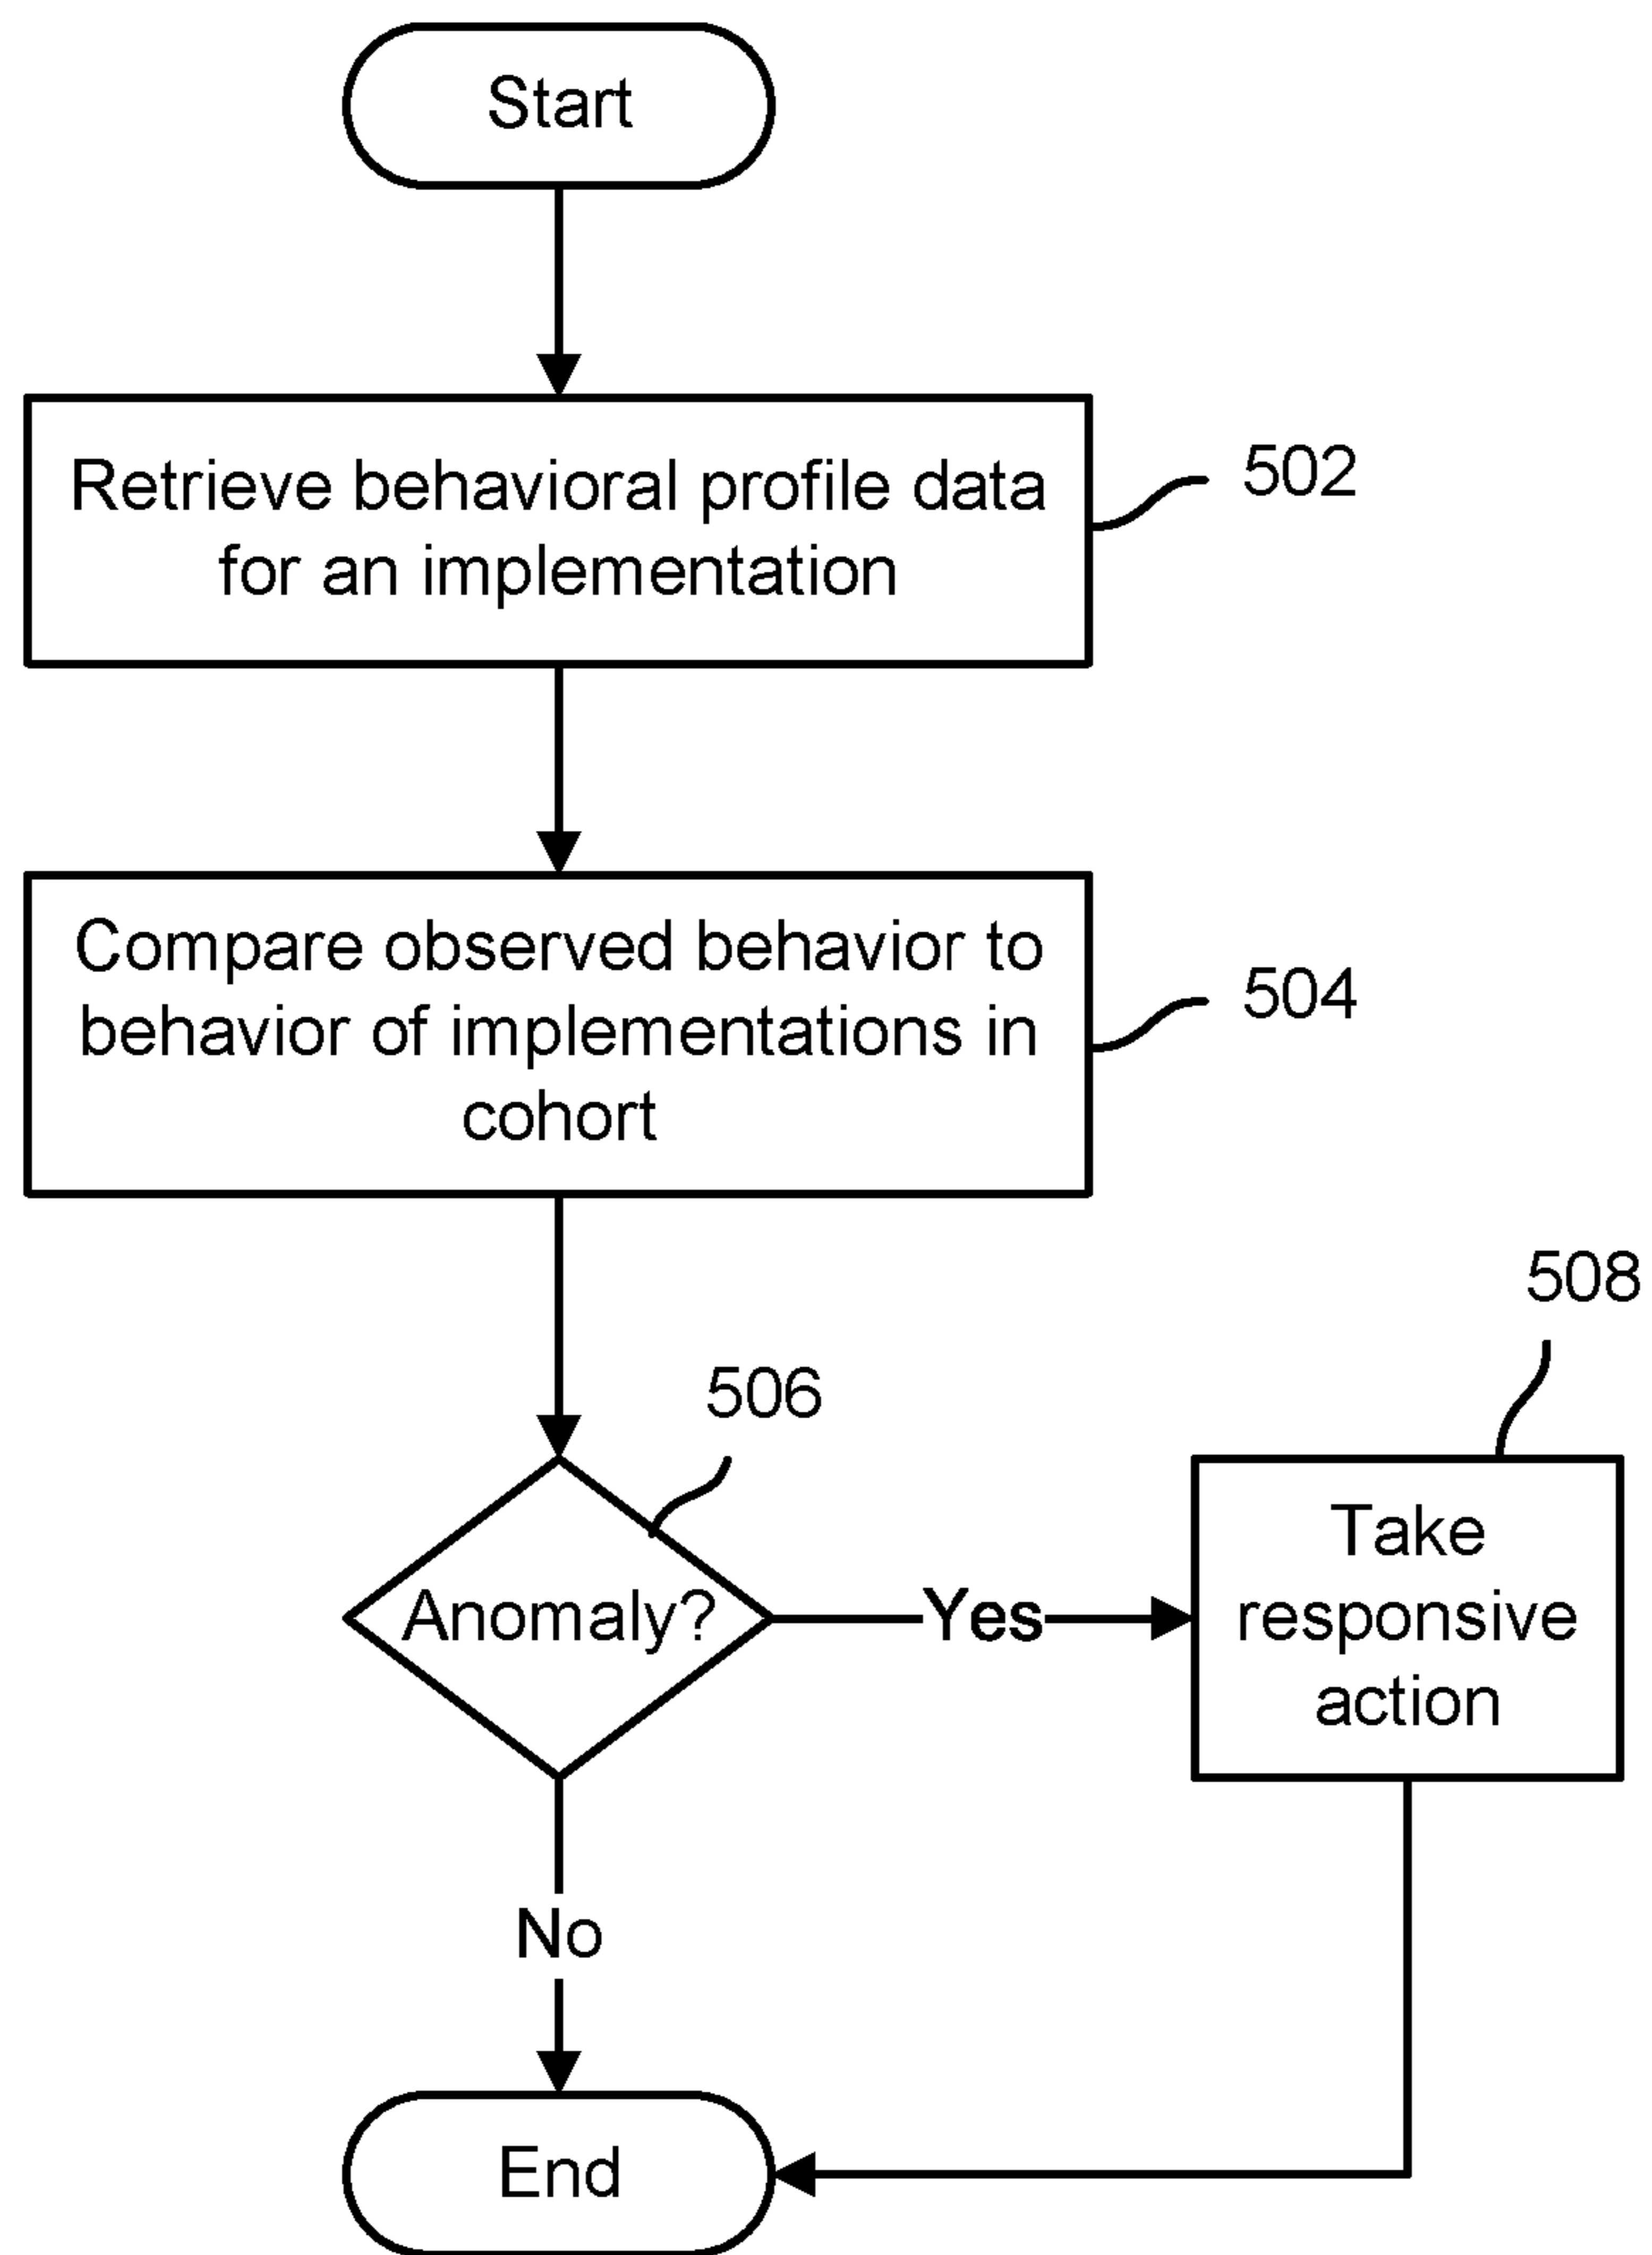 Start
Retrieve behavioral profile data
for an implementation
502
Compare observed behavior to
behavior of implementations in
cohort
504
506
508
Anomaly?
Yes
Take
responsive
action
No
End